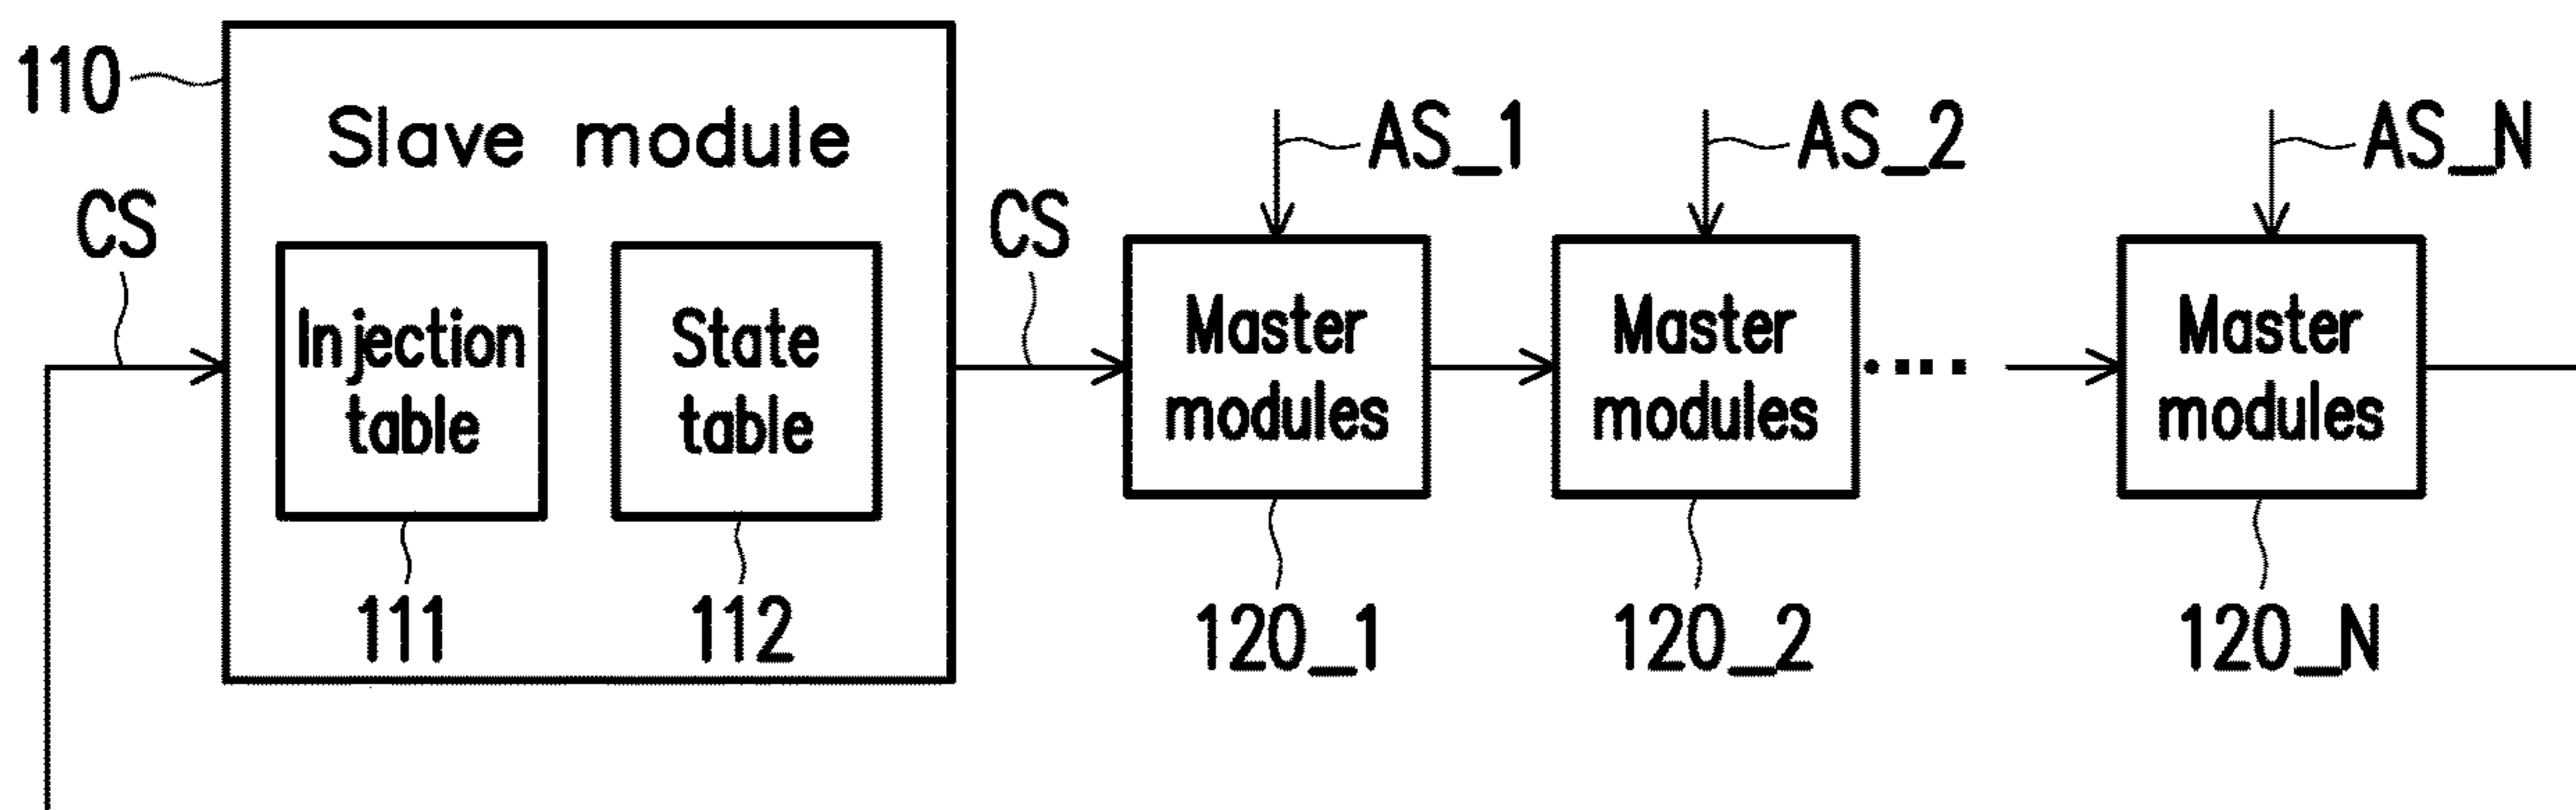 110
Slave module
CS
Injection
table
State
table
111
112
CS
AS_1
AS_2
AS_N
Master
modules
Master
modules
Master
modules
120_1
120_2
120_N